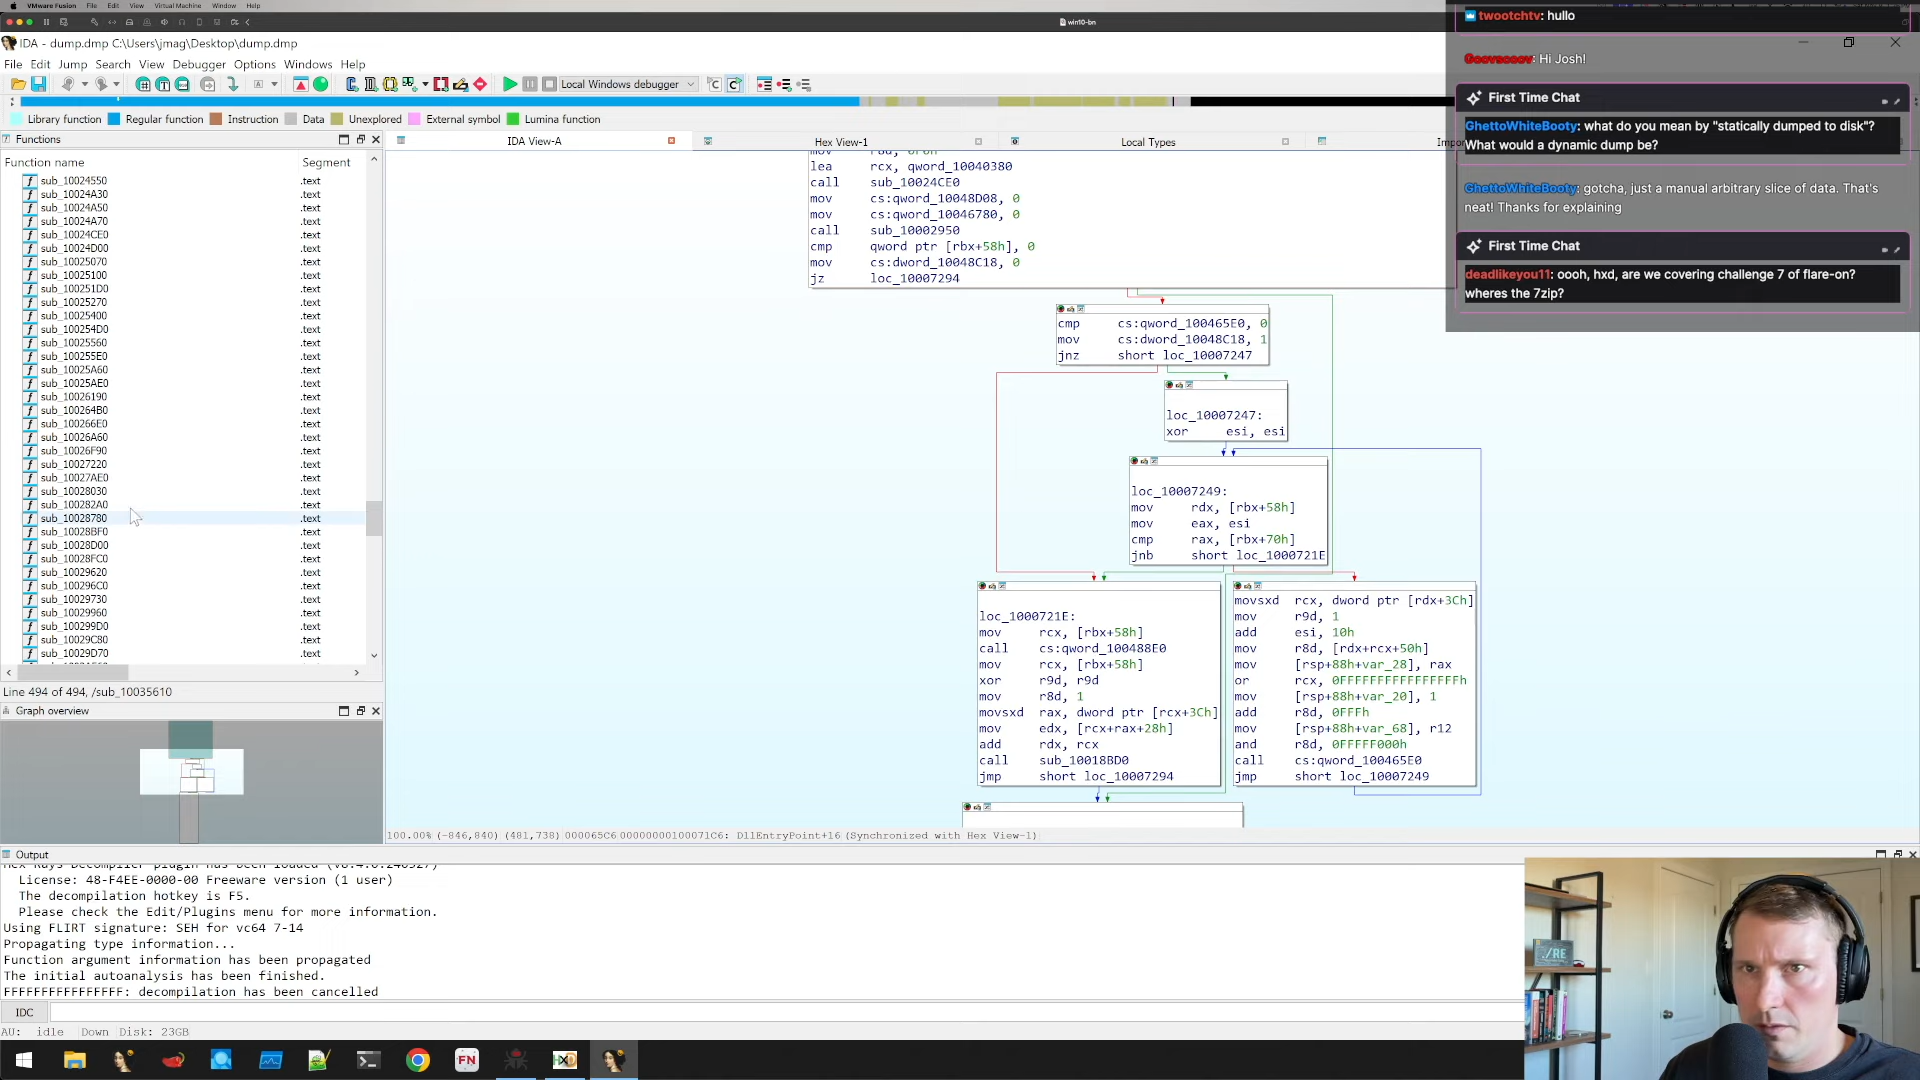 VMware Fusion File Edit View Virtual Machine Window Help
win10-bn
IDA - dump.dmp C:\Users\jmag\Desktop\dump.dmp
File Edit Jump Search View Debugger Options Windows Help
Local Windows debugger
Library function Regular function Instruction Data Unexplored External symbol Lumina function
Functions
IDA View-A Hex View-1 Local Types
Function name Segment
sub_10024550 .text
sub_10024A30 .text
sub_10024A50 .text
sub_10024A70 .text
sub_10024CE0 .text
sub_10024D00 .text
sub_10025070 .text
sub_10025100 .text
sub_100251D0 .text
sub_10025270 .text
sub_10025400 .text
sub_100254D0 .text
sub_10025560 .text
sub_100255E0 .text
sub_10025A60 .text
sub_10025AE0 .text
sub_10026190 .text
sub_100264B0 .text
sub_100266E0 .text
sub_10026A60 .text
sub_10026F90 .text
sub_10027220 .text
sub_10027AE0 .text
sub_10028030 .text
sub_100282A0 .text
sub_10028780 .text
sub_10028BF0 .text
sub_10028D00 .text
sub_10028FC0 .text
sub_10029620 .text
sub_100296C0 .text
sub_10029730 .text
sub_10029960 .text
sub_100299D0 .text
sub_10029C80 .text
sub_10029D70 .text
Line 494 of 494, /sub_10035610
Graph overview
lea rcx, qword_10040380
call sub_10024CE0
mov cs:qword_10048D08, 0
mov cs:qword_10046780, 0
call sub_10002950
cmp qword ptr [rbx+58h], 0
mov cs:dword_10048C18, 0
jz loc_10007294
cmp cs:qword_100465E0, 0
mov cs:dword_10048C18, 1
jnz short loc_10007247
loc_10007247:
xor esi, esi
loc_10007249:
mov rdx, [rbx+58h]
mov eax, esi
cmp rax, [rbx+70h]
jnb short loc_1000721E
loc_1000721E:
mov rcx, [rbx+58h]
call cs:qword_100488E0
mov rcx, [rbx+58h]
xor r9d, r9d
mov r8d, 1
movsxd rax, dword ptr [rcx+3Ch]
mov edx, [rcx+rax+28h]
add rdx, rcx
call sub_10018BD0
jmp short loc_10007294
movsxd rcx, dword ptr [rdx+3Ch]
mov r9d, 1
add esi, 10h
mov r8d, [rdx+rcx+50h]
mov [rsp+88h+var_28], rax
or rcx, 0FFFFFFFFFFFFFFFFh
mov [rsp+88h+var_20], 1
add r8d, 0FFFh
mov [rsp+88h+var_68], r12
and r8d, 0FFFFF000h
call cs:qword_100465E0
jmp short loc_10007249
100.00% (-846,840) (481,738) 000065C6 00000000100071C6: DllEntryPoint+16 (Synchronized with Hex View-1)
Output
License: 48-F4EE-0000-00 Freeware version (1 user)
The decompilation hotkey is F5.
Please check the Edit/Plugins menu for more information.
Using FLIRT signature: SEH for vc64 7-14
Propagating type information...
Function argument information has been propagated
The initial autoanalysis has been finished.
FFFFFFFFFFFFFFFF: decompilation has been cancelled
IDC
AU: idle Down Disk: 23GB
twootchtv: hullo
Goovscoov: Hi Josh!
First Time Chat
GhettoWhiteBooty: what do you mean by "statically dumped to disk"?
What would a dynamic dump be?
GhettoWhiteBooty: gotcha, just a manual arbitrary slice of data. That's
neat! Thanks for explaining
First Time Chat
deadlikeyou11: oooh, hxd, are we covering challenge 7 of flare-on?
wheres the 7zip?
./RE
FN
HXD